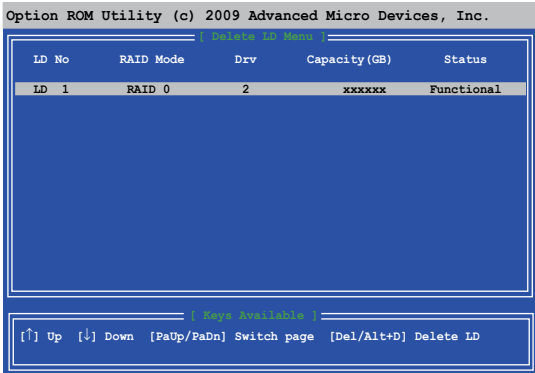 Option ROM Utility (c) 2009 Advanced Micro Devices, Inc.
[ Delete LD Menu ]
LD No RAID Mode Drv Capacity(GB) Status
LD 1 RAID 0 2 xxxxxx Functional
[ Keys Available ]
[↑] Up [↓] Down [PaUp/PaDn] Switch page [Del/Alt+D] Delete LD